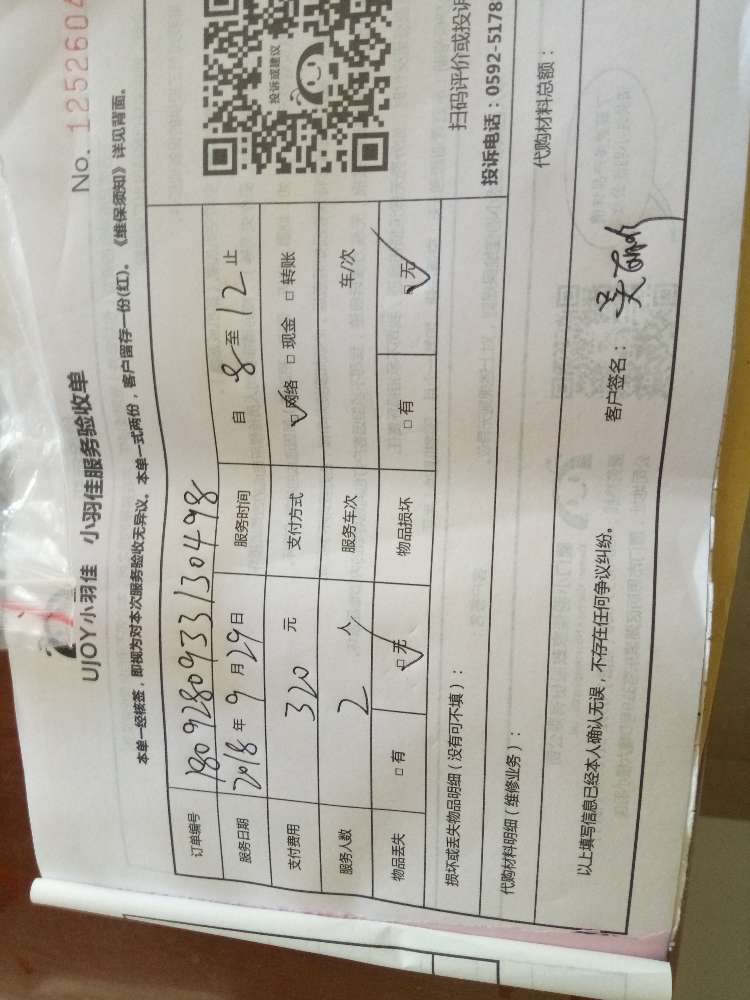 No. 1252604
UJOY小羽佳 小羽佳服务验收单
本单一经核签，即视为对本次服务验收无异议。本单一式两份，客户留存一份(红)。《维保须知》详见背面。
订单编号 180928093313049 8
服务日期 2018 年 9 月 29 日 服务时间 自 8 至 12 止
支付费用 320 元 支付方式 ☑网络 □现金 □转账
服务人数 2 人 服务车次 车/次
物品丢失 □有 ☑无 物品损坏 □有 ☑无
损坏或丢失物品明细（没有可不填）：
代购材料明细（维修业务）：
代购材料总额：
以上填写信息已经本人确认无误，不存在任何争议纠纷。
客户签名：
投诉或建议
扫码评价或投诉
投诉电话：0592-5178